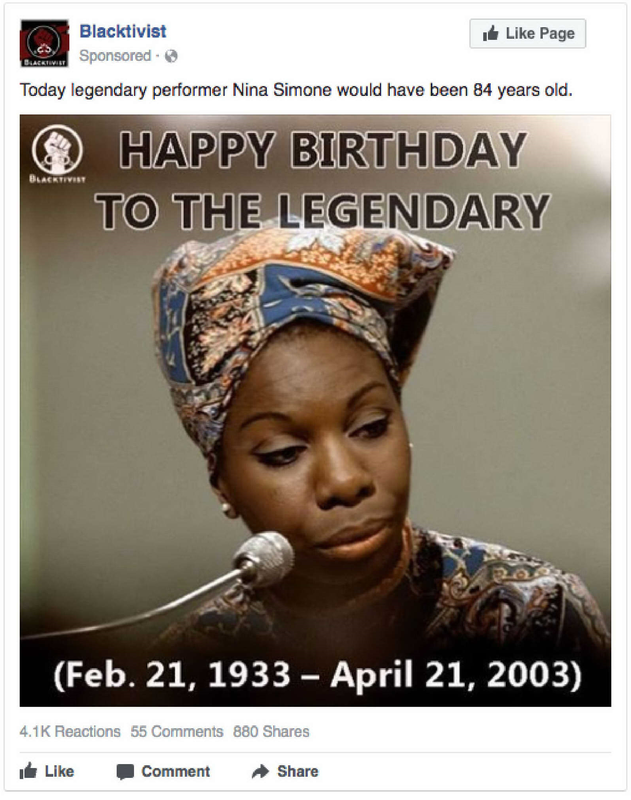 Blacktivist
Sponsored ·
Like Page
BLACKTIVIST
Today legendary performer Nina Simone would have been 84 years old.
BLACKTIVIST
HAPPY BIRTHDAY
TO THE LEGENDARY
(Feb. 21, 1933 – April 21, 2003)
4.1K Reactions 55 Comments 880 Shares
Like Comment Share